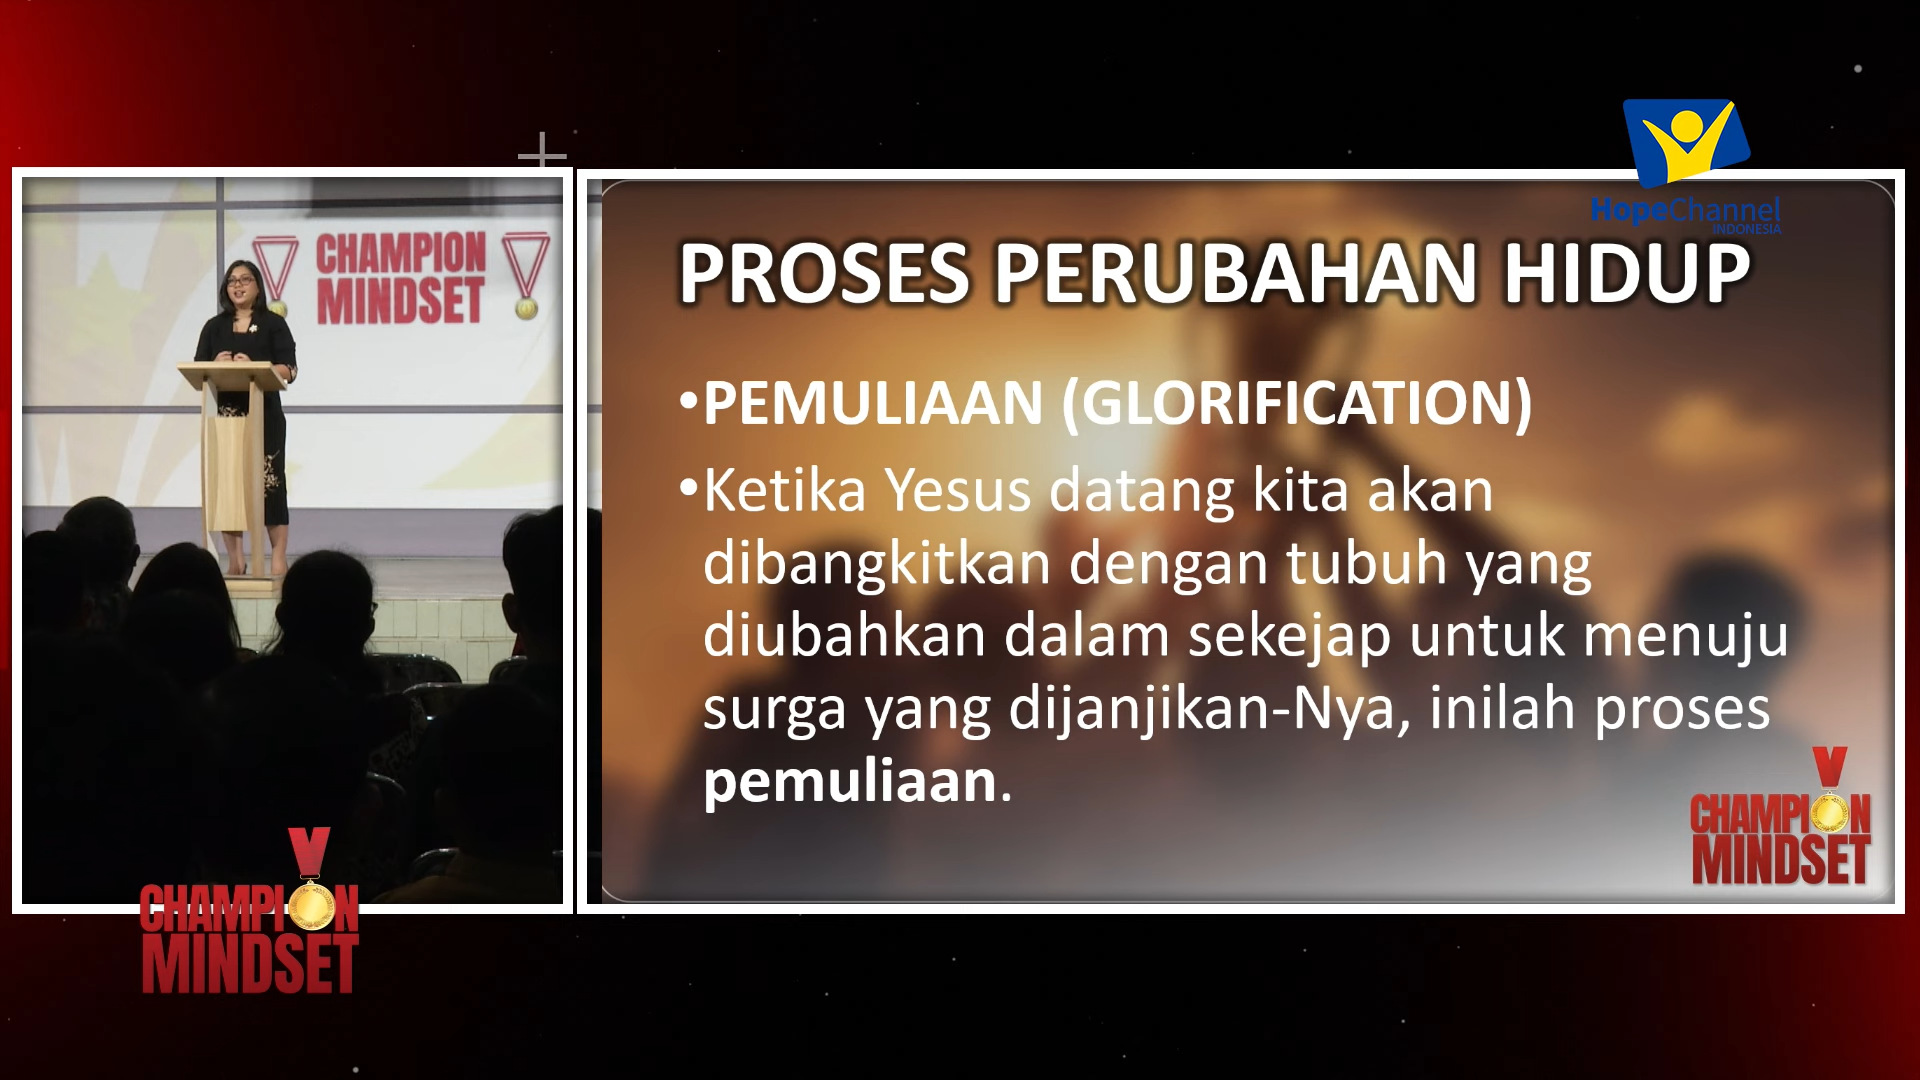 HopeChannel
INDONESIA
CHAMPION
MINDSET
PROSES PERUBAHAN HIDUP
•PEMULIAAN (GLORIFICATION)
•Ketika Yesus datang kita akan
dibangkitkan dengan tubuh yang
diubahkan dalam sekejap untuk menuju
surga yang dijanjikan-Nya, inilah proses
pemuliaan.
CHAMPION
MINDSET
CHAMPION
MINDSET